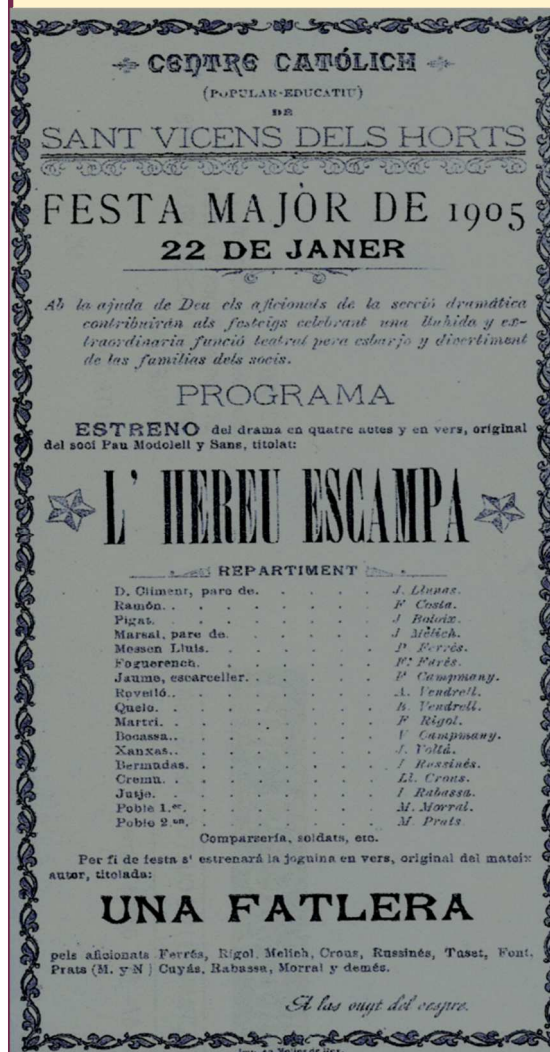 CENTRE CATÓLICH
(POPULAR-EDUCATIU)
DE
SANT VICENS DELS HORTS
FESTA MAJÒR DE 1905
22 DE JANER
Ab la ajuda de Deu els aficionats de la secció dramática
contribuirán als festeigs celebrant una lluhida y ex-
traordinaria funció teatral pera esbarjo y divertiment
de las familias dels socis.
PROGRAMA
ESTRENO del drama en quatre actes y en vers, original
del soci Pau Modolell y Sans, titolat:
L' HEREU ESCAMPA
REPARTIMENT
D. Climent, pare de. . . . . . J. Llunas.
Ramón. . . . . . . . F Costa.
Pigat. . . . . . . . J Boloix.
Marsal, pare de. . . . . . . J Mèlich.
Mossen Lluis. . . . . . . P. Ferrés.
Foguerench. . . . . . . F. Farés.
Jaume, escarceller. . . . . . . Campmany.
Rovelló.. . . . . . . . A. Vendrell.
Quelo. . . . . . . . Vendrell.
Martri. . . . . . . . F Rigol.
Bocassa.. . . . . . . . Campmany.
Xanxas.. . . . . . . . J. Voltá.
Bermudas. . . . . . . . Russinés.
Cremu. . . . . . . . Ll. Crous.
Jutje. . . . . . . . Rabassa.
Poble 1.er. . . . . . . M. Morral.
Poble 2.on. . . . . . . M. Prats
Comparsería, soldats, etc.
Per fi de festa s' estrenará la joguina en vers, original del mateix
autor, titolada:
UNA FATLERA
pels aficionats Ferrés, Rigol, Melich, Crous, Russinés, Tuset, Font,
Prats (M. y N) Cuyás, Rabassa, Morral y demés.
A las vuyt del vespre.